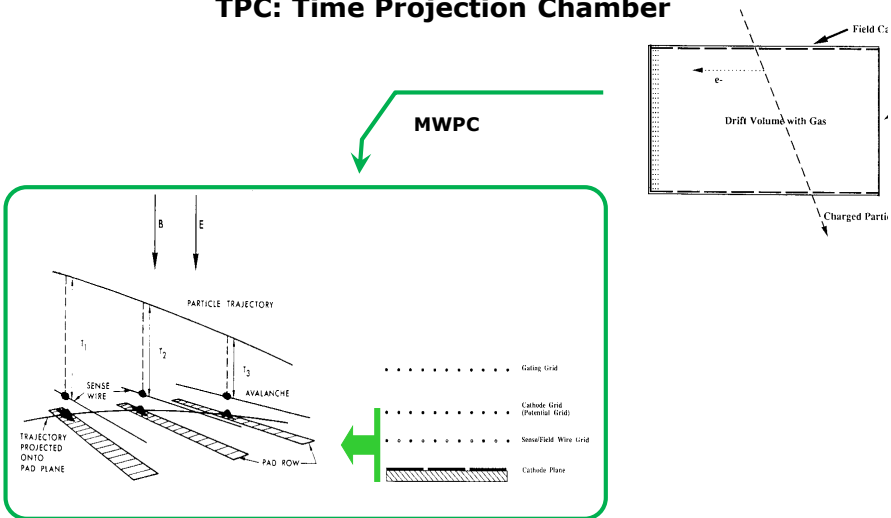 TPC: Time Projection Chamber
Field Ca
e-
Drift Volume with Gas
Charged Partic
MWPC
B
E
PARTICLE TRAJECTORY
T1
T2
T3
SENSE
WIRE
AVALANCHE
TRAJECTORY
PROJECTED
ONTO
PAD PLANE
PAD ROW
Gating Grid
Cathode Grid
(Potential Grid)
Sense/Field Wire Grid
Cathode Plane